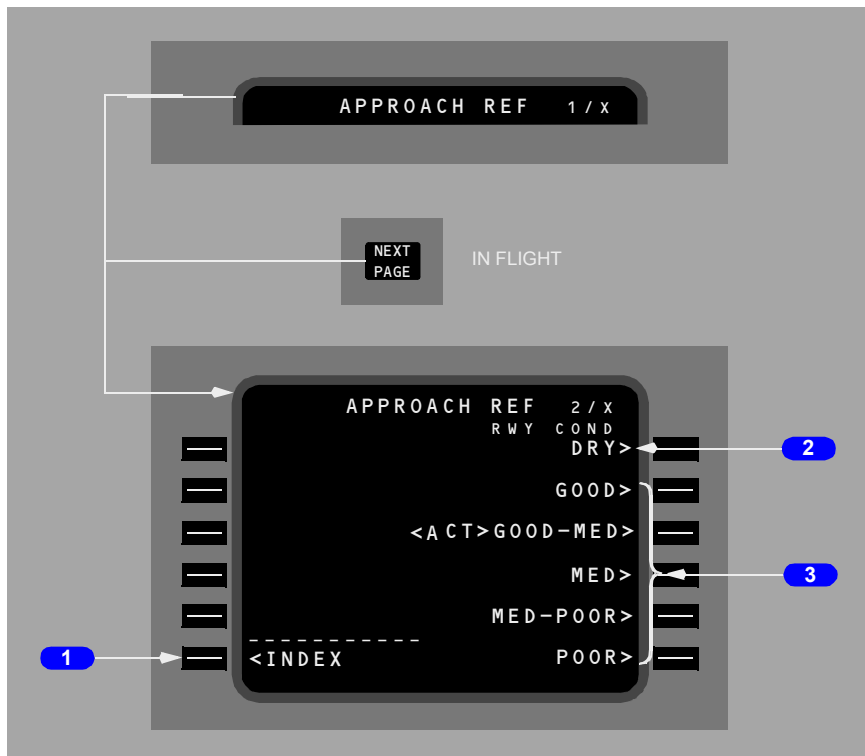 APPROACH REF 1/X
NEXT
PAGE
IN FLIGHT
APPROACH REF 2/X
RWY COND
DRY>
2
GOOD>
<ACT>GOOD-MED>
MED>
3
MED-POOR>
------------
1
<INDEX POOR>